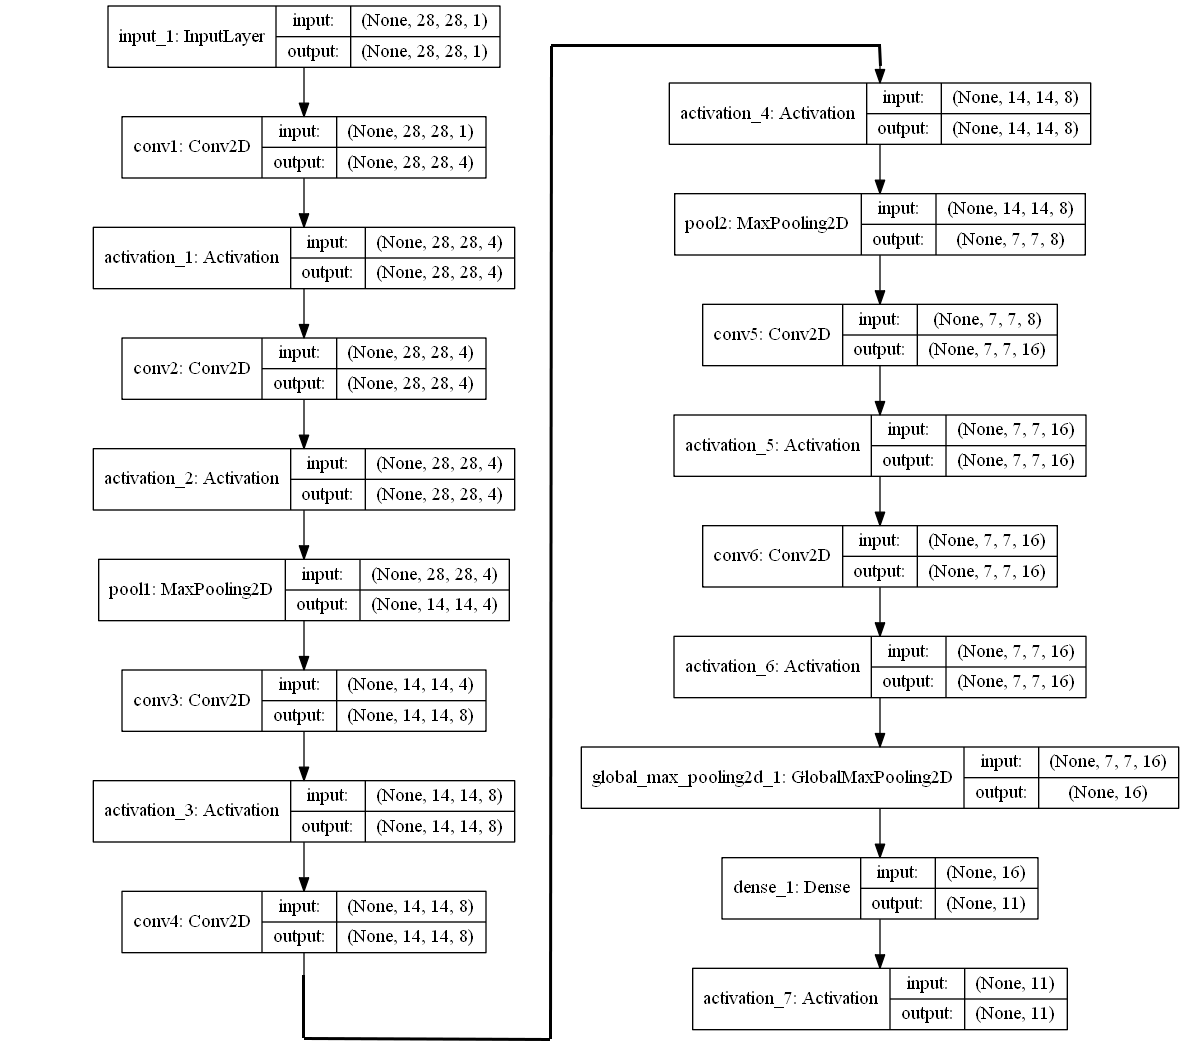 input_1: InputLayer
input: (None, 28, 28, 1)
output: (None, 28, 28, 1)
conv1: Conv2D
input: (None, 28, 28, 1)
output: (None, 28, 28, 4)
activation_1: Activation
input: (None, 28, 28, 4)
output: (None, 28, 28, 4)
conv2: Conv2D
input: (None, 28, 28, 4)
output: (None, 28, 28, 4)
activation_2: Activation
input: (None, 28, 28, 4)
output: (None, 28, 28, 4)
pool1: MaxPooling2D
input: (None, 28, 28, 4)
output: (None, 14, 14, 4)
conv3: Conv2D
input: (None, 14, 14, 4)
output: (None, 14, 14, 8)
activation_3: Activation
input: (None, 14, 14, 8)
output: (None, 14, 14, 8)
conv4: Conv2D
input: (None, 14, 14, 8)
output: (None, 14, 14, 8)
activation_4: Activation
input: (None, 14, 14, 8)
output: (None, 14, 14, 8)
pool2: MaxPooling2D
input: (None, 14, 14, 8)
output: (None, 7, 7, 8)
conv5: Conv2D
input: (None, 7, 7, 8)
output: (None, 7, 7, 16)
activation_5: Activation
input: (None, 7, 7, 16)
output: (None, 7, 7, 16)
conv6: Conv2D
input: (None, 7, 7, 16)
output: (None, 7, 7, 16)
activation_6: Activation
input: (None, 7, 7, 16)
output: (None, 7, 7, 16)
global_max_pooling2d_1: GlobalMaxPooling2D
input: (None, 7, 7, 16)
output: (None, 16)
dense_1: Dense
input: (None, 16)
output: (None, 11)
activation_7: Activation
input: (None, 11)
output: (None, 11)